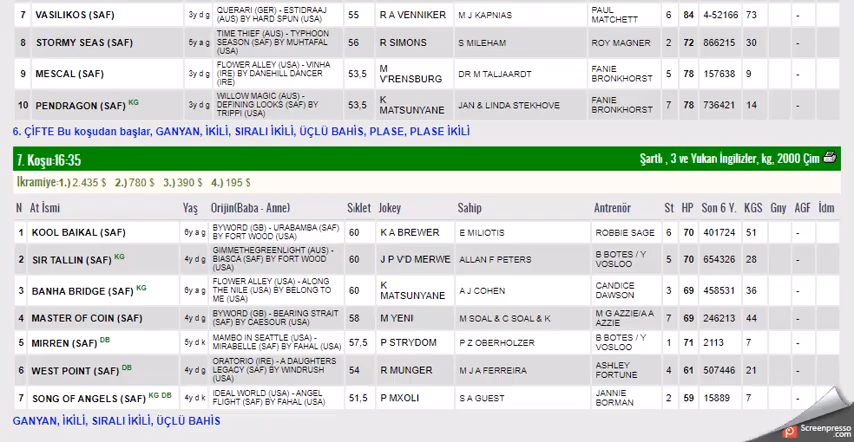 7 VASILIKOS (SAF) 3y d g QUERARI (GER) - ESTIDRAAJ (AUS) BY HARD SPUN (USA) 55 R A VENNIKER M J KAPNIAS PAUL MATCHETT 6 84 4-52166 73 -
8 STORMY SEAS (SAF) 5y a g TIME THIEF (AUS) - TYPHOON SEASON (SAF) BY MUHTAFAL (USA) 56 R SIMONS S MILEHAM ROY MAGNER 2 72 866215 30 -
9 MESCAL (SAF) 3y d g FLOWER ALLEY (USA) - VINHA (IRE) BY DANEHILL DANCER (IRE) 53,5 M V'RENSBURG DR M TALJAARDT FANIE BRONKHORST 5 78 157638 9 -
10 PENDRAGON (SAF) KG 3y d g WILLOW MAGIC (AUS) - DEFINING LOOKS (SAF) BY TRIPPI (USA) 53,5 K MATSUNYANE JAN & LINDA STEKHOVE FANIE BRONKHORST 7 78 736421 14 -
6. ÇİFTE Bu koşudan başlar, GANYAN, İKİLİ, SIRALI İKİLİ, ÜÇLÜ BAHİS, PLASE, PLASE İKİLİ
7. Koşu:16:35 Şartlı , 3 ve Yukarı İngilizler, kg, 2000 Çim
İkramiye:1.) 2.435 $ 2.) 780 $ 3.) 390 $ 4.) 195 $
N At İsmi Yaş Orijin(Baba - Anne) Sıklet Jokey Sahip Antrenör St HP Son 6 Y. KGS Gny AGF İdm
1 KOOL BAIKAL (SAF) 6y a g BYWORD (GB) - URABAMBA (SAF) BY FORT WOOD (USA) 60 K A BREWER E MILIOTIS ROBBIE SAGE 6 70 401724 51 -
2 SIR TALLIN (SAF) KG 4y d g GIMMETHEGREENLIGHT (AUS) - BIASCA (SAF) BY FORT WOOD (USA) 60 J P V'D MERWE ALLAN F PETERS B BOTES / Y VOSLOO 5 70 654326 28 -
3 BANHA BRIDGE (SAF) KG 6y a g FLOWER ALLEY (USA) - ALONG THE NILE (USA) BY BELONG TO ME (USA) 60 K MATSUNYANE A J COHEN CANDICE DAWSON 3 69 458531 36 -
4 MASTER OF COIN (SAF) 4y d g BYWORD (GB) - BEARING STRAIT (SAF) BY CAESOUR (USA) 58 M YENI M SOAL & C SOAL & K M G AZZIE/A A AZZIE 7 69 246213 44 -
5 MIRREN (SAF) DB 5y d k MAMBO IN SEATTLE (USA) - MIRABELLE (SAF) BY FAHAL (USA) 57,5 P STRYDOM P Z OBERHOLZER B BOTES / Y VOSLOO 1 71 2113 7 -
6 WEST POINT (SAF) DB 4y d g ORATORIO (IRE) - A DAUGHTERS LEGACY (SAF) BY WINDRUSH (USA) 54 R MUNGER M J A FERREIRA ASHLEY FORTUNE 4 61 507446 21 -
7 SONG OF ANGELS (SAF) KG DB 4y d k IDEAL WORLD (USA) - ANGEL FLIGHT (SAF) BY FAHAL (USA) 51,5 P MXOLI S A GUEST JANNIE BORMAN 2 59 15889 7 -
GANYAN, İKİLİ, SIRALI İKİLİ, ÜÇLÜ BAHİS
Screenpresso.com